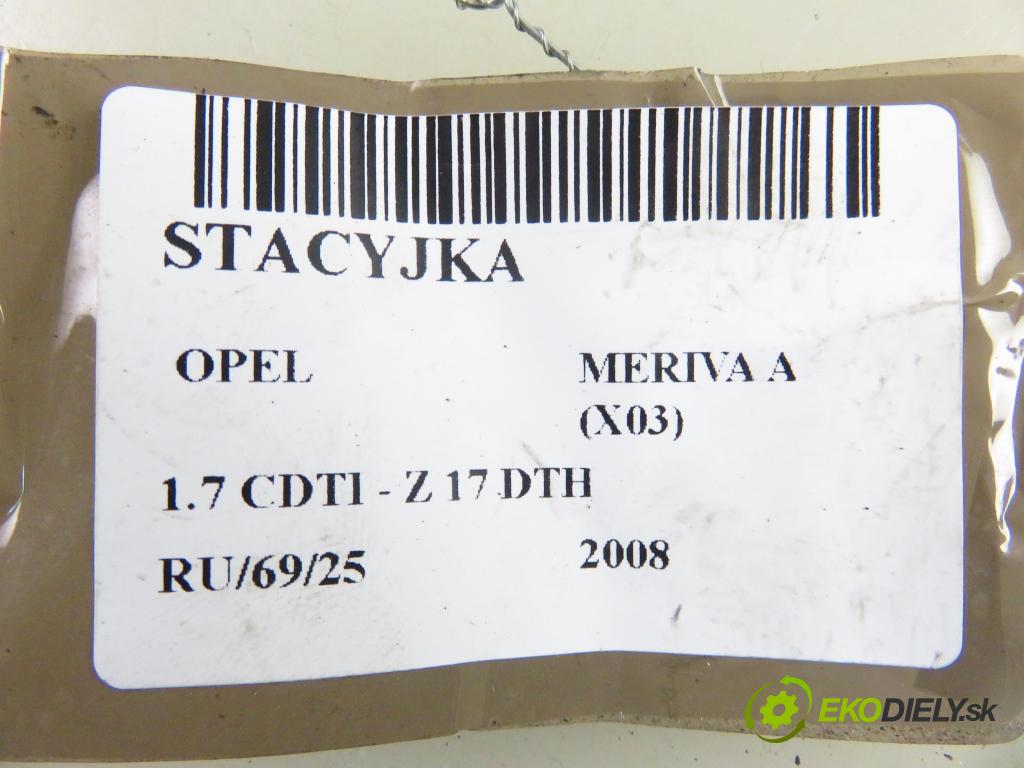 STACYJKA
OPEL MERIVA A
(X03)
1.7 CDTI - Z 17 DTH
RU/69/25 2008
EKODIELY.sk